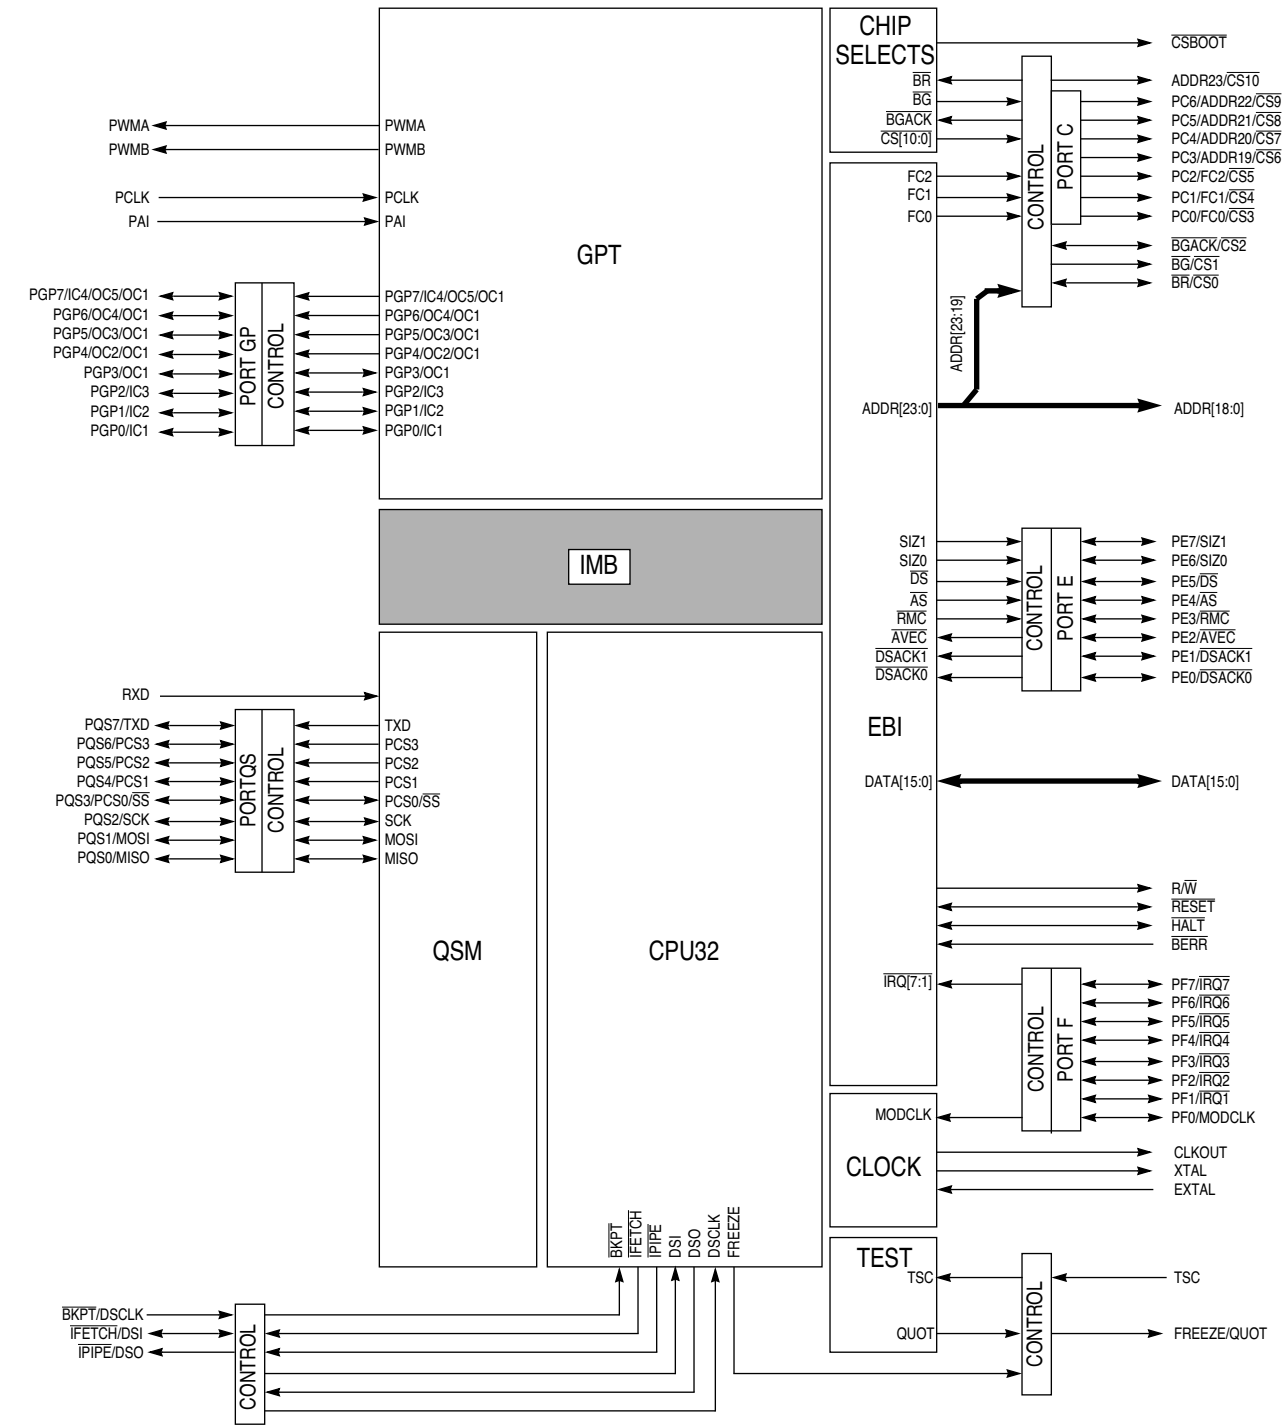 CHIP
SELECTS
BR
BG
BGACK
CS[10:0]
CSBOOT
ADDR23/CS10
PC6/ADDR22/CS9
PC5/ADDR21/CS8
PC4/ADDR20/CS7
PC3/ADDR19/CS6
PC2/FC2/CS5
PC1/FC1/CS4
PC0/FC0/CS3
BGACK/CS2
BG/CS1
BR/CS0
CONTROL
PORT C
FC2
FC1
FC0
ADDR[23:19]
ADDR[23:0]
ADDR[18:0]
PWMA
PWMB
PCLK
PAI
PWMA
PWMB
PCLK
PAI
GPT
PGP7/IC4/OC5/OC1
PGP6/OC4/OC1
PGP5/OC3/OC1
PGP4/OC2/OC1
PGP3/OC1
PGP2/IC3
PGP1/IC2
PGP0/IC1
PORT GP
CONTROL
PGP7/IC4/OC5/OC1
PGP6/OC4/OC1
PGP5/OC3/OC1
PGP4/OC2/OC1
PGP3/OC1
PGP2/IC3
PGP1/IC2
PGP0/IC1
IMB
SIZ1
SIZ0
DS
AS
RMC
AVEC
DSACK1
DSACK0
CONTROL
PORT E
PE7/SIZ1
PE6/SIZ0
PE5/DS
PE4/AS
PE3/RMC
PE2/AVEC
PE1/DSACK1
PE0/DSACK0
EBI
DATA[15:0]
DATA[15:0]
RXD
PQS7/TXD
PQS6/PCS3
PQS5/PCS2
PQS4/PCS1
PQS3/PCS0/SS
PQS2/SCK
PQS1/MOSI
PQS0/MISO
PORTQS
CONTROL
TXD
PCS3
PCS2
PCS1
PCS0/SS
SCK
MOSI
MISO
QSM
CPU32
R/W
RESET
HALT
BERR
IRQ[7:1]
CONTROL
PORT F
PF7/IRQ7
PF6/IRQ6
PF5/IRQ5
PF4/IRQ4
PF3/IRQ3
PF2/IRQ2
PF1/IRQ1
PF0/MODCLK
MODCLK
CLOCK
CLKOUT
XTAL
EXTAL
BKPT
IFETCH
IPIPE
DSI
DSO
DSCLK
FREEZE
TEST
TSC
QUOT
CONTROL
TSC
FREEZE/QUOT
BKPT/DSCLK
IFETCH/DSI
IPIPE/DSO
CONTROL